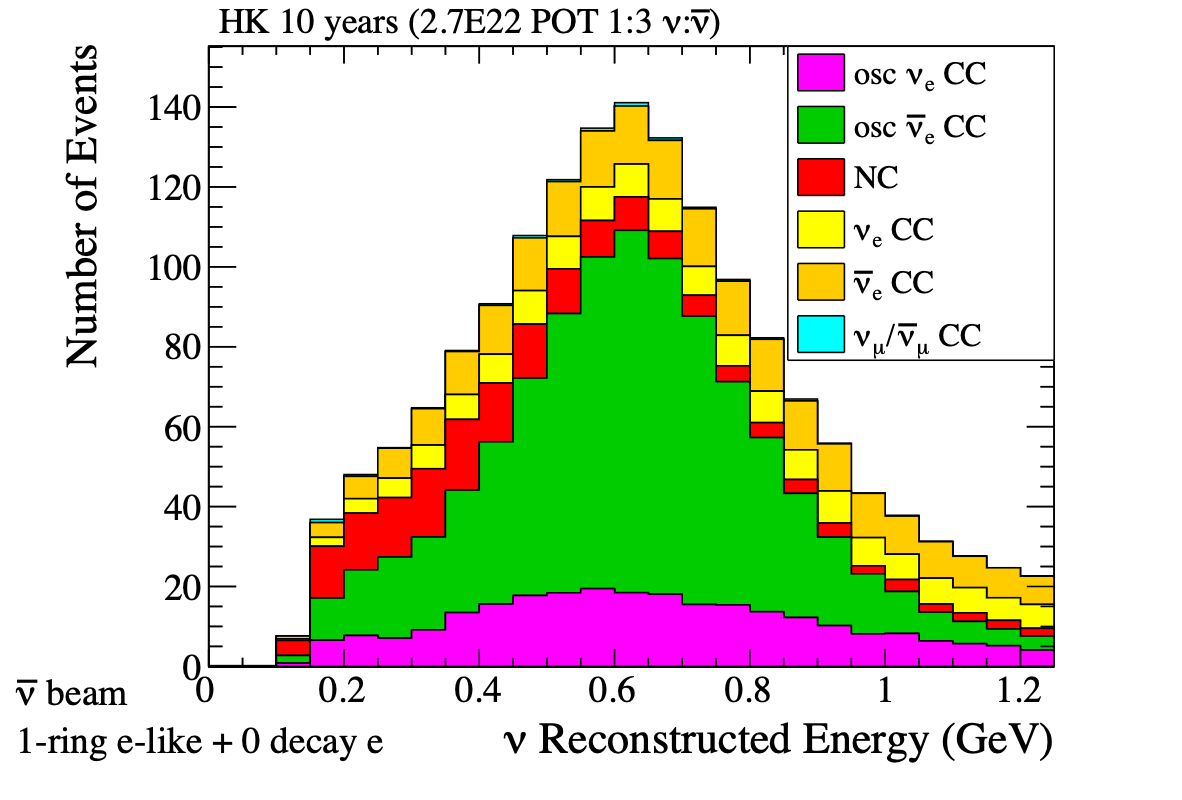 HK 10 years (2.7E22 POT 1:3 ν:ν̅)
Number of Events
140
120
100
80
60
40
20
0
0 0.2 0.4 0.6 0.8 1 1.2
osc νₑ CC
osc ν̅ₑ CC
NC
νₑ CC
ν̅ₑ CC
ν_μ/ν̅_μ CC
ν̅ beam
1-ring e-like + 0 decay e
ν Reconstructed Energy (GeV)